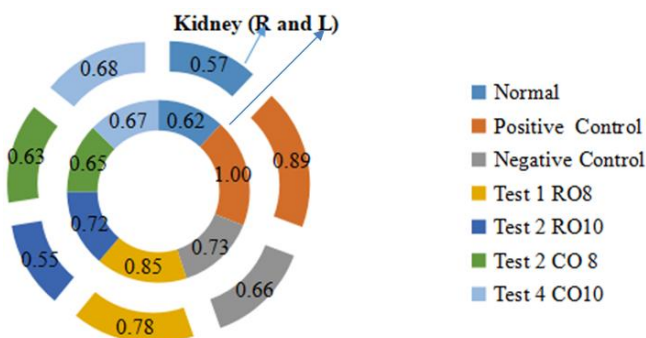 Kidney (R and L)
0.57
0.89
0.66
0.78
0.55
0.63
0.68
0.62
1.00
0.73
0.85
0.72
0.65
0.67
Normal
Positive Control
Negative Control
Test 1 RO8
Test 2 RO10
Test 2 CO 8
Test 4 CO10